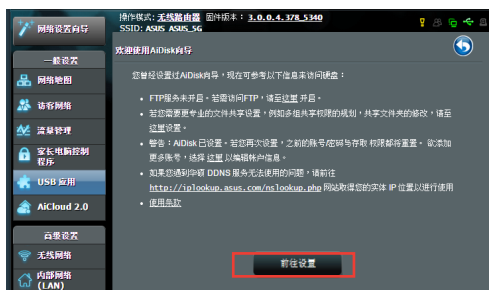 网络设置向导
操作模式: 无线路由器 固件版本: 3.0.0.4.378_5340
SSID: ASUS ASUS_5G
欢迎使用AiDisk向导
一般设置
网络地图
访客网络
流量管理
家长电脑控制
程序
USB 应用
AiCloud 2.0
高级设置
无线网络
内部网络
(LAN)
您曾经设置过AiDisk向导，现在可参考以下信息来访问硬盘：
• FTP服务未开启。若需访问FTP，请至这里 开启。
• 若您需要更专业的文件共享设置，例如多组共享权限的规划，共享文件夹的修改，请至
这里设置。
• 警告：AiDisk 已设置。若您再次设置，之前的账号/密码与存取 权限都将重置。 欲添加
更多账号，选择 这里 以编辑帐户信息。
• 如果您遇到华硕 DDNS 服务无法使用的问题，请前往
http://iplookup.asus.com/nslookup.php 网站取得您的实体 IP 位置以进行使用
• 使用条款
前往设置